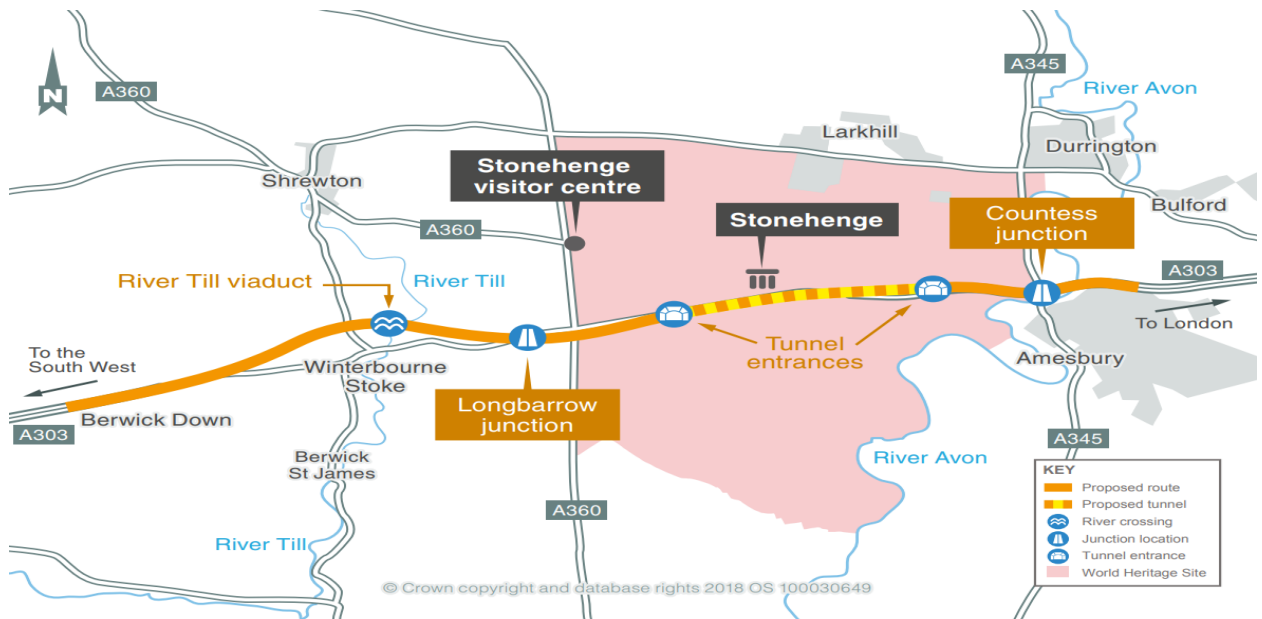 A345
River Avon
N
A360
Larkhill
Durrington
Stonehenge
visitor centre
Shrewton
Bulford
Countess
junction
Stonehenge
A360
A303
River Till viaduct
River Till
To London
Tunnel
entrances
To the
South West
Winterbourne
Stoke
Amesbury
Longbarrow
junction
Berwick Down
A303
A345
Berwick
St James
River Avon
A360
River Till
KEY
Proposed route
Proposed tunnel
River crossing
Junction location
Tunnel entrance
World Heritage Site
© Crown copyright and database rights 2018 OS 100030649